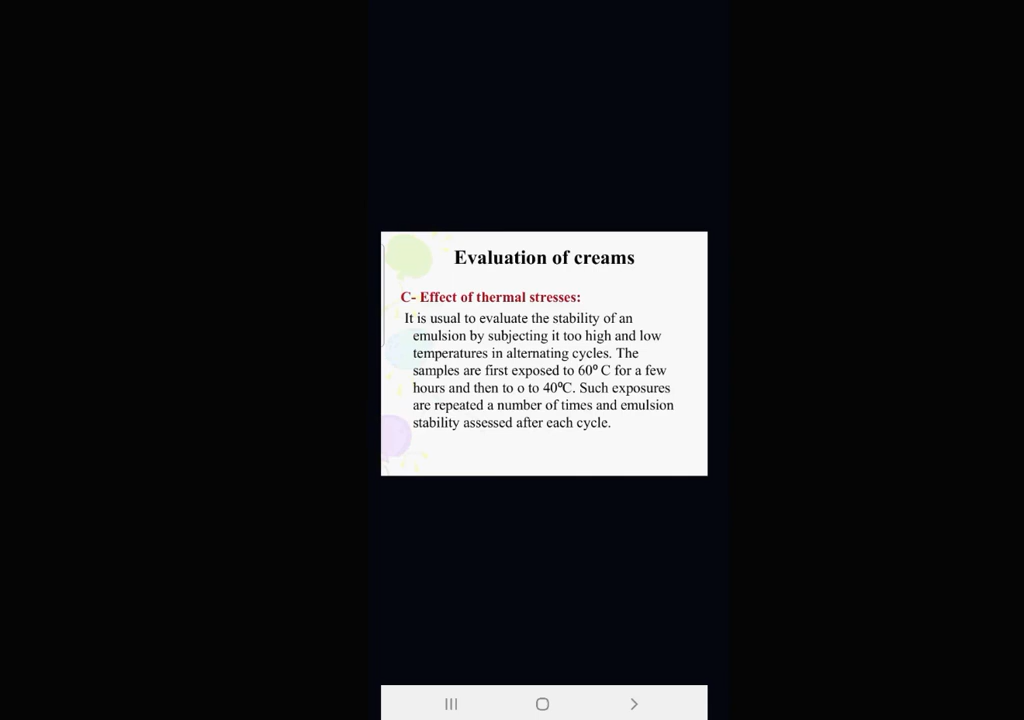 Evaluation of creams
C- Effect of thermal stresses:
It is usual to evaluate the stability of an
emulsion by subjecting it too high and low
temperatures in alternating cycles. The
samples are first exposed to 60º C for a few
hours and then to o to 40ºC. Such exposures
are repeated a number of times and emulsion
stability assessed after each cycle.